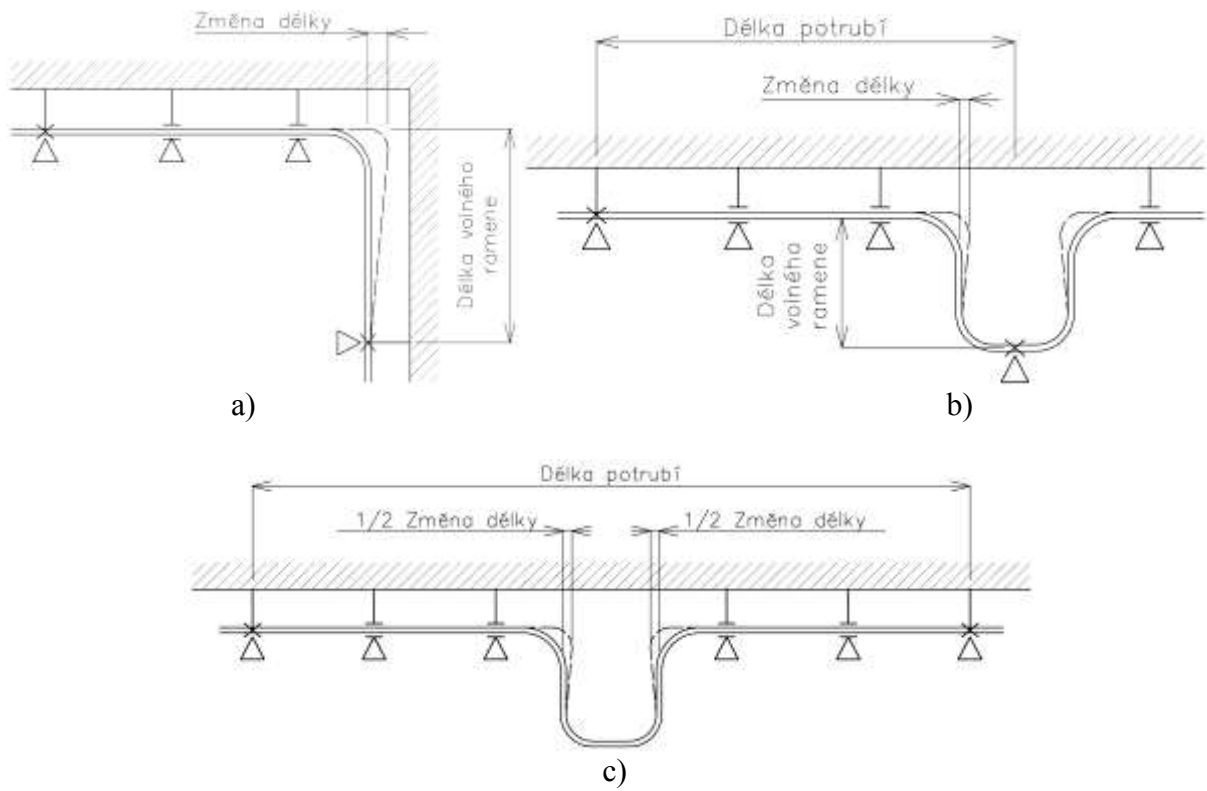 Změna délky
Délka volného
ramene
a)
Délka potrubí
Změna délky
Délka
volného
ramene
b)
Délka potrubí
1/2 Změna délky
1/2 Změna délky
c)